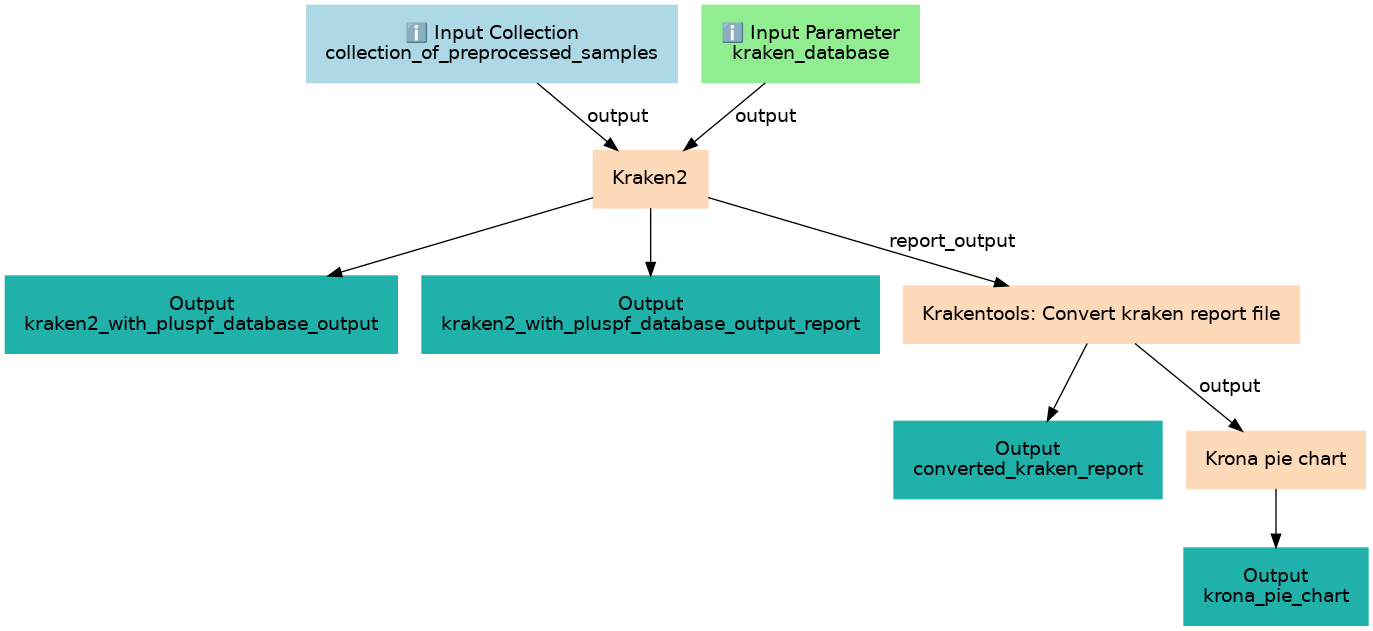 ℹ️ Input Collection
collection_of_preprocessed_samples
ℹ️ Input Parameter
kraken_database
output
output
Kraken2
report_output
Output
kraken2_with_pluspf_database_output
Output
kraken2_with_pluspf_database_output_report
Krakentools: Convert kraken report file
output
Output
converted_kraken_report
Krona pie chart
Output
krona_pie_chart